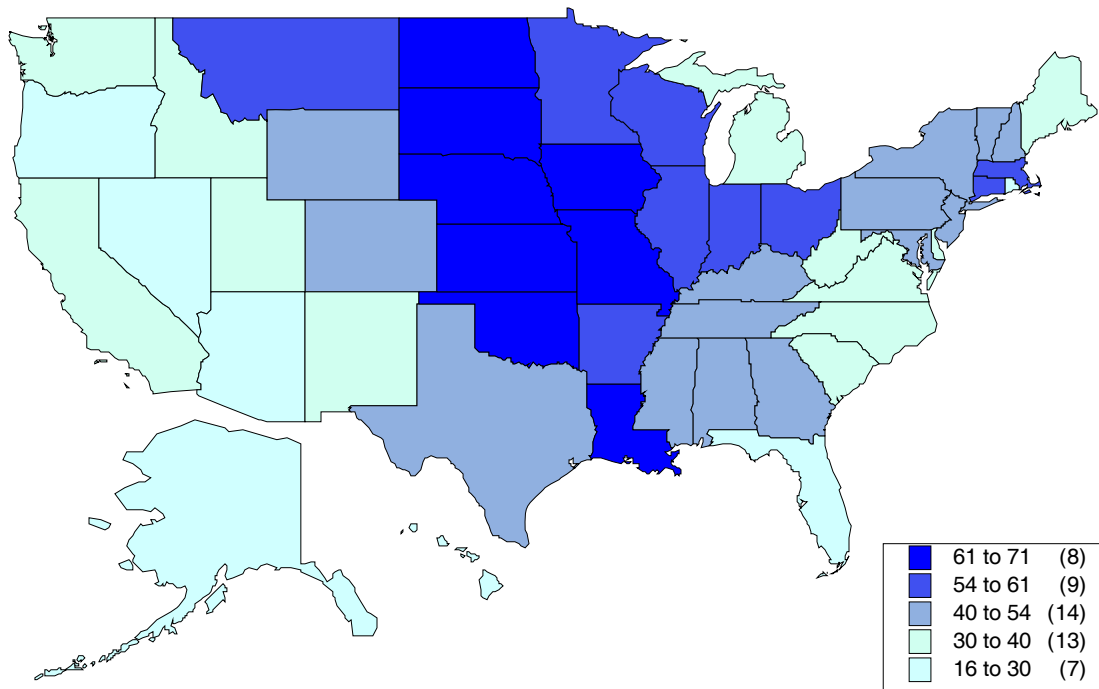 61 to 71 (8)
54 to 61 (9)
40 to 54 (14)
30 to 40 (13)
16 to 30 (7)